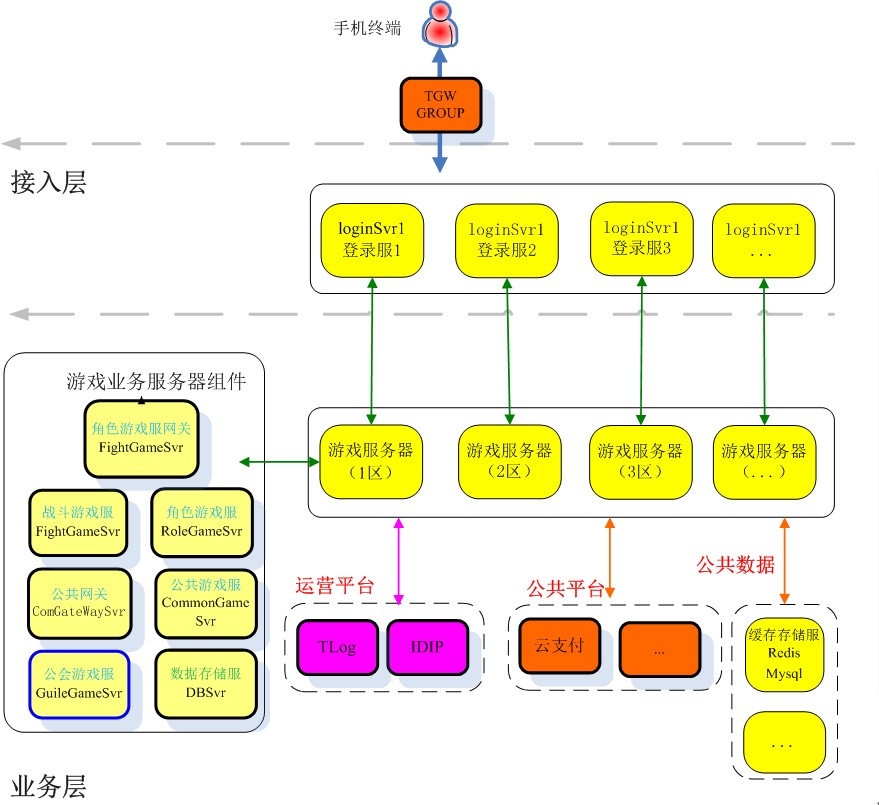 手机终端
TGW
GROUP
接入层
loginSvr1
登录服1
loginSvr1
登录服2
loginSvr1
登录服3
loginSvr1
...
游戏业务服务器组件
角色游戏服网关
FightGameSvr
战斗游戏服
FightGameSvr
角色游戏服
RoleGameSvr
公共网关
ComGateWaySvr
公共游戏服
CommonGame
Svr
公会游戏服
GuileGameSvr
数据存储服
DBSvr
游戏服务器
（1区）
游戏服务器
（2区）
游戏服务器
（3区）
游戏服务器
（...）
运营平台
TLog
IDIP
公共平台
云支付
...
公共数据
缓存存储服
Redis
Mysql
...
业务层